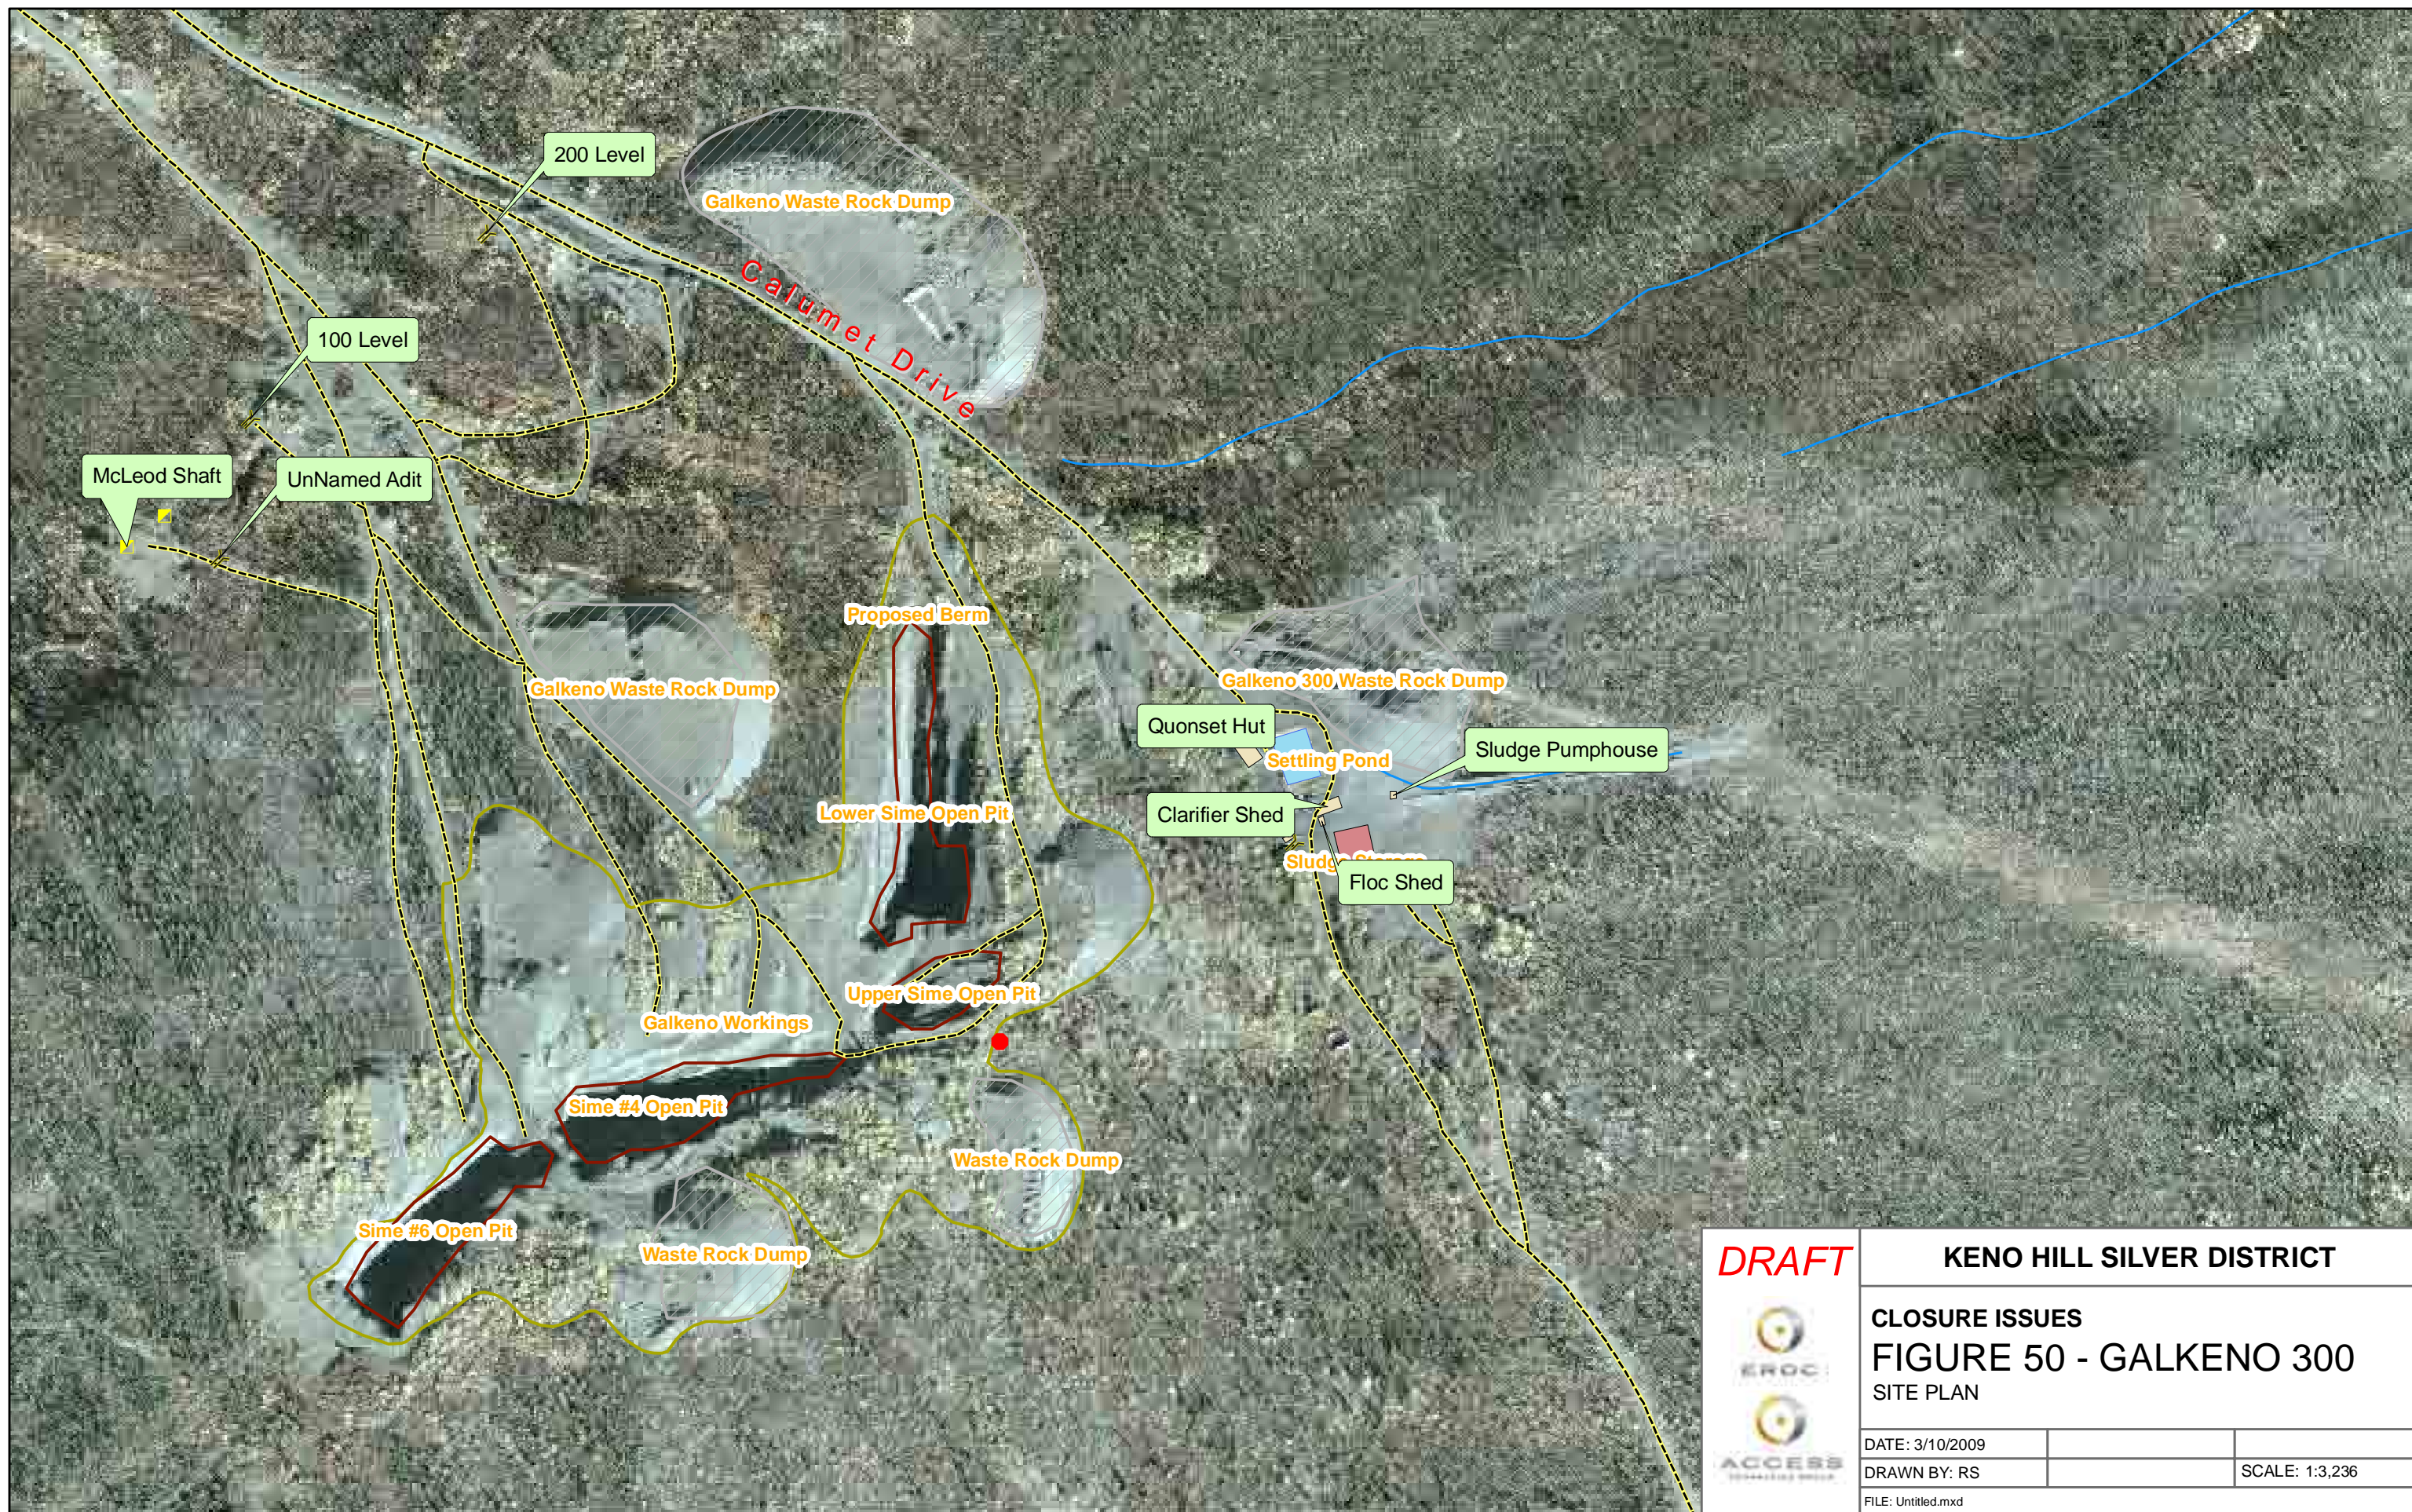 200 Level
Galkeno Waste Rock Dump
Calumet Drive
100 Level
McLeod Shaft
UnNamed Adit
Proposed Berm
Galkeno Waste Rock Dump
Galkeno 300 Waste Rock Dump
Quonset Hut
Sludge Pumphouse
Settling Pond
Lower Sime Open Pit
Clarifier Shed
Sludge Storage
Floc Shed
Upper Sime Open Pit
Galkeno Workings
Sime #4 Open Pit
Waste Rock Dump
Sime #6 Open Pit
Waste Rock Dump
DRAFT
KENO HILL SILVER DISTRICT
CLOSURE ISSUES
FIGURE 50 - GALKENO 300
SITE PLAN
EROC
ACCESS
DATE: 3/10/2009
DRAWN BY: RS
SCALE: 1:3,236
FILE: Untitled.mxd